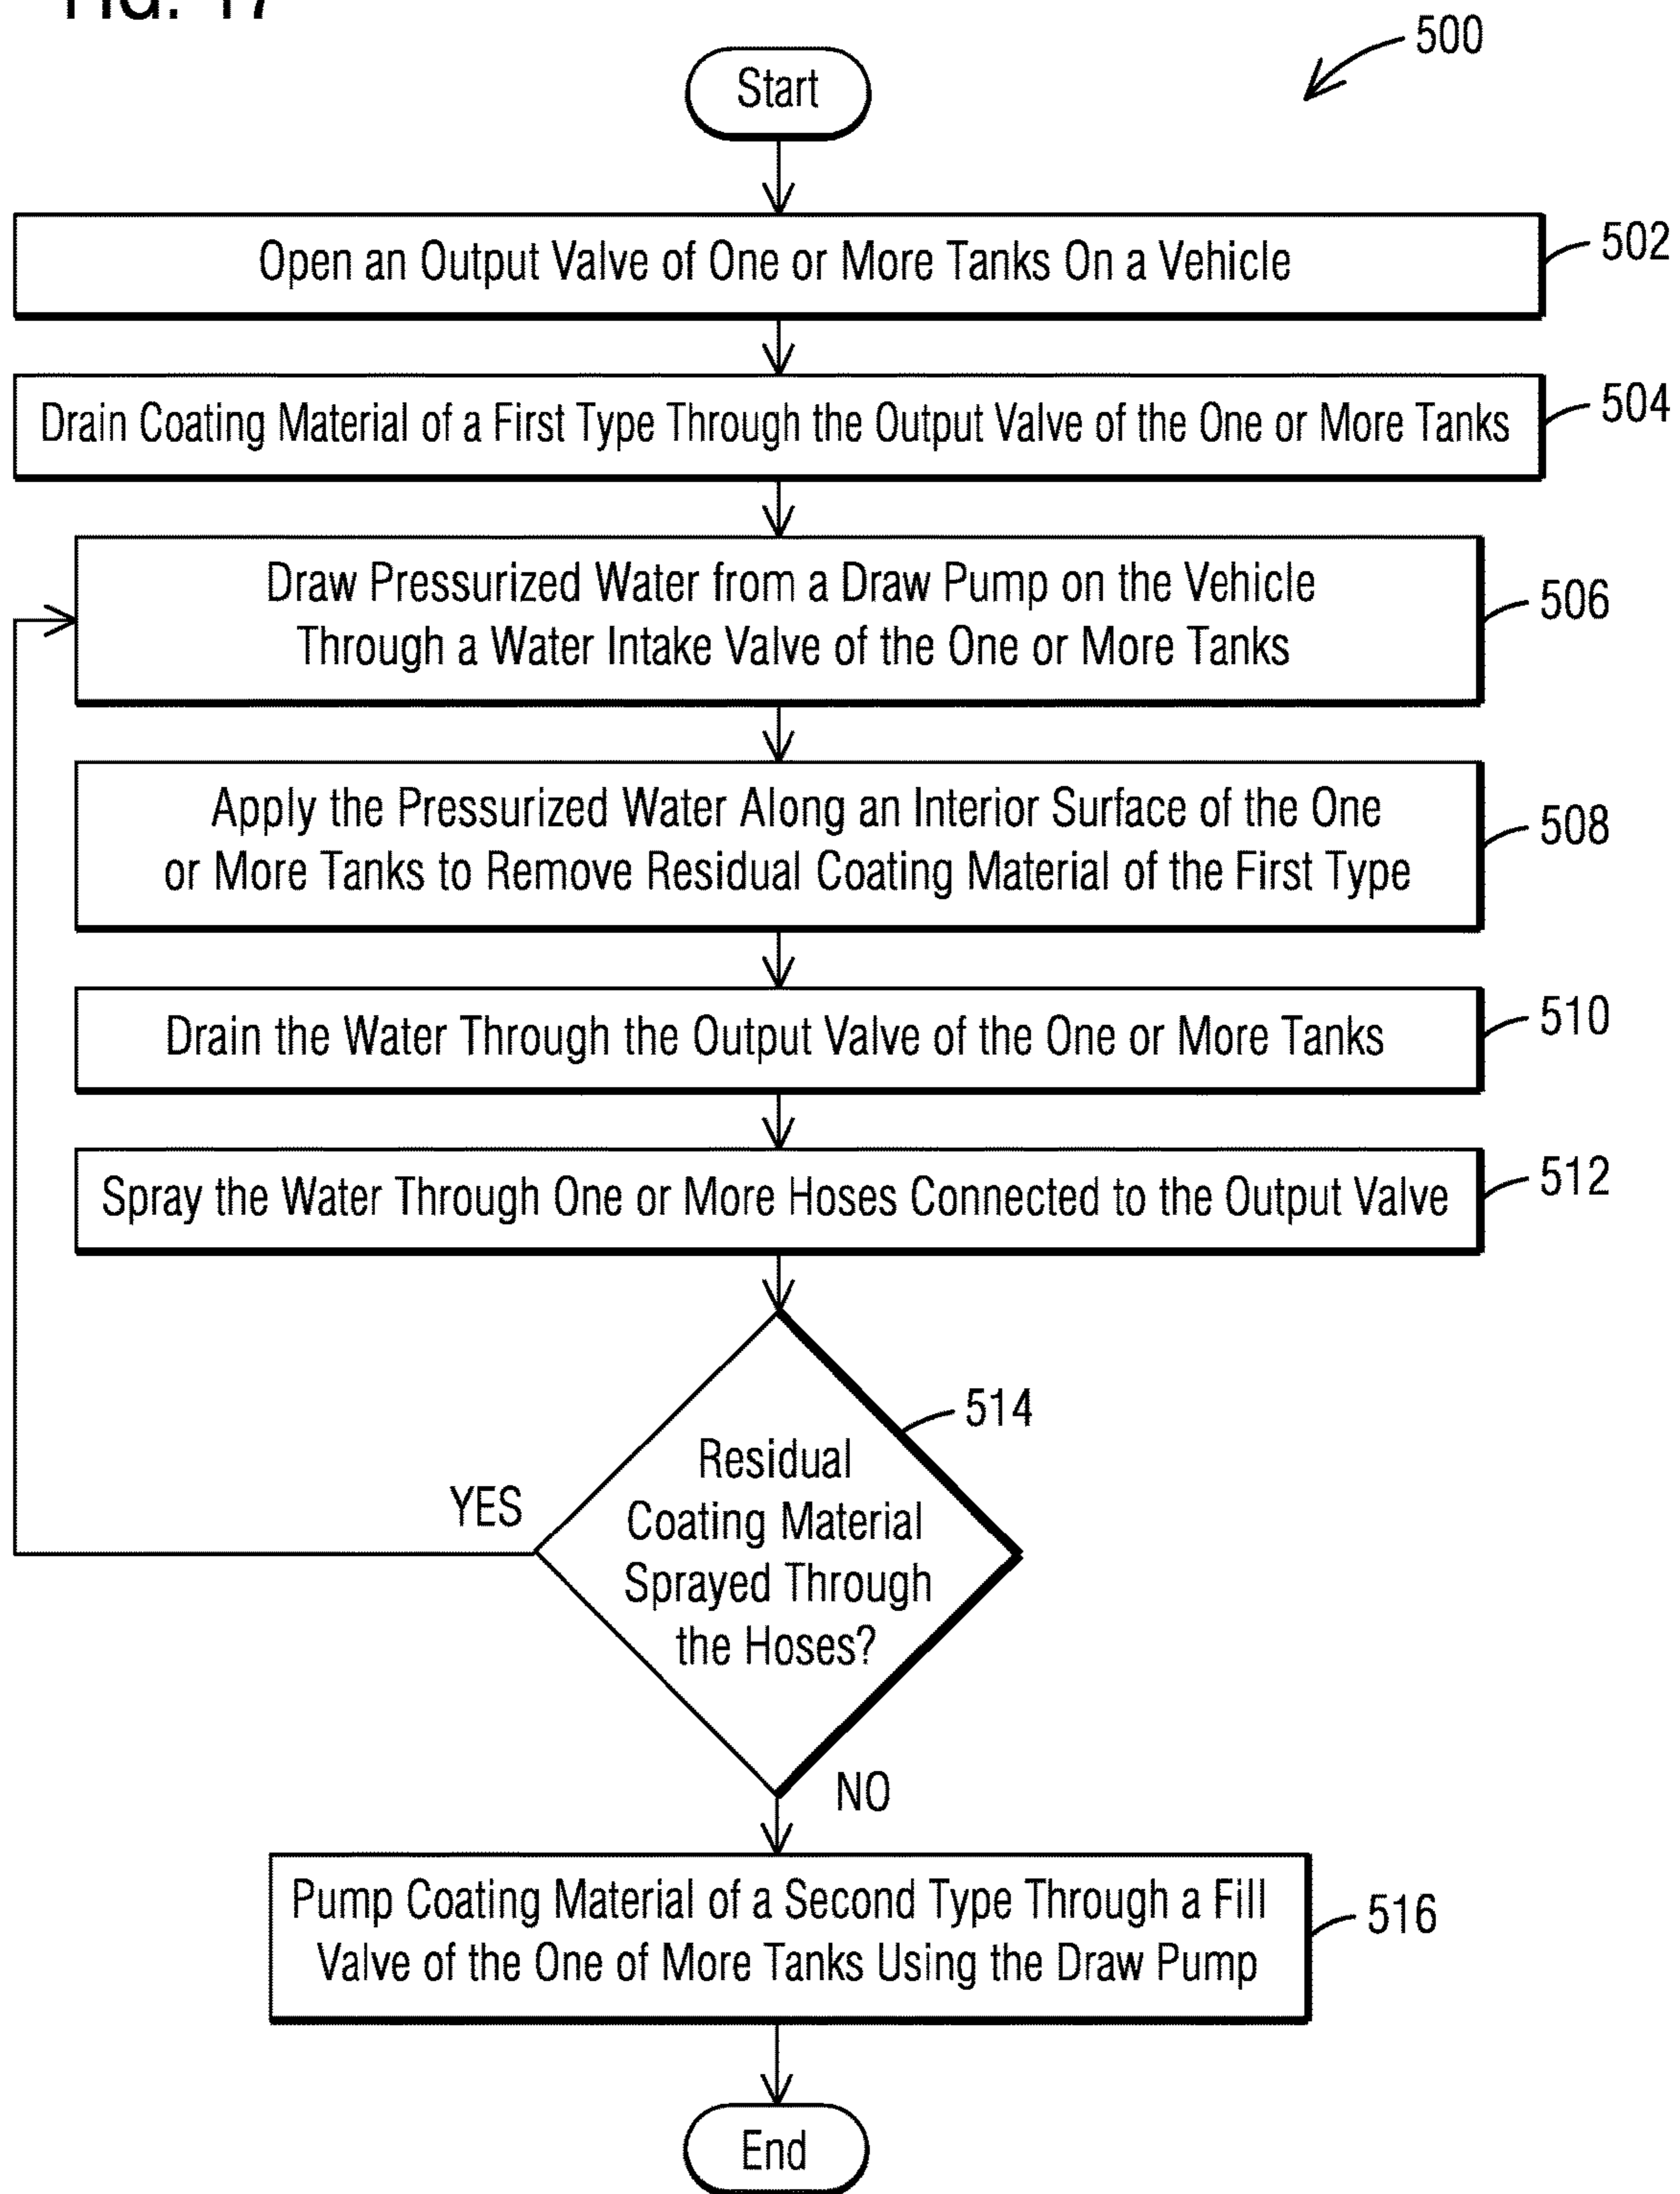 FIG. 17
500
Start
Open an Output Valve of One or More Tanks On a Vehicle
502
Drain Coating Material of a First Type Through the Output Valve of the One or More Tanks
504
Draw Pressurized Water from a Draw Pump on the Vehicle
Through a Water Intake Valve of the One or More Tanks
506
Apply the Pressurized Water Along an Interior Surface of the One
or More Tanks to Remove Residual Coating Material of the First Type
508
Drain the Water Through the Output Valve of the One or More Tanks
510
Spray the Water Through One or More Hoses Connected to the Output Valve
512
514
Residual
Coating Material
Sprayed Through
the Hoses?
YES
NO
Pump Coating Material of a Second Type Through a Fill
Valve of the One of More Tanks Using the Draw Pump
516
End